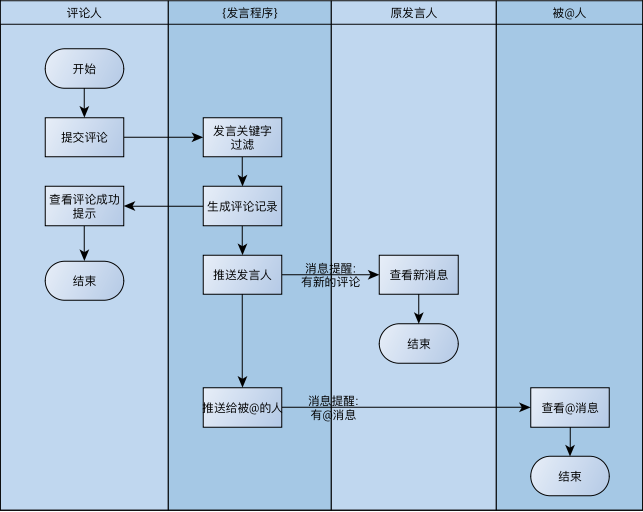 评论人
{发言程序}
原发言人
被@人
开始
提交评论
发言关键字
过滤
查看评论成功
提示
生成评论记录
结束
推送发言人
消息提醒:
有新的评论
查看新消息
结束
推送给被@的人
消息提醒:
有@消息
查看@消息
结束